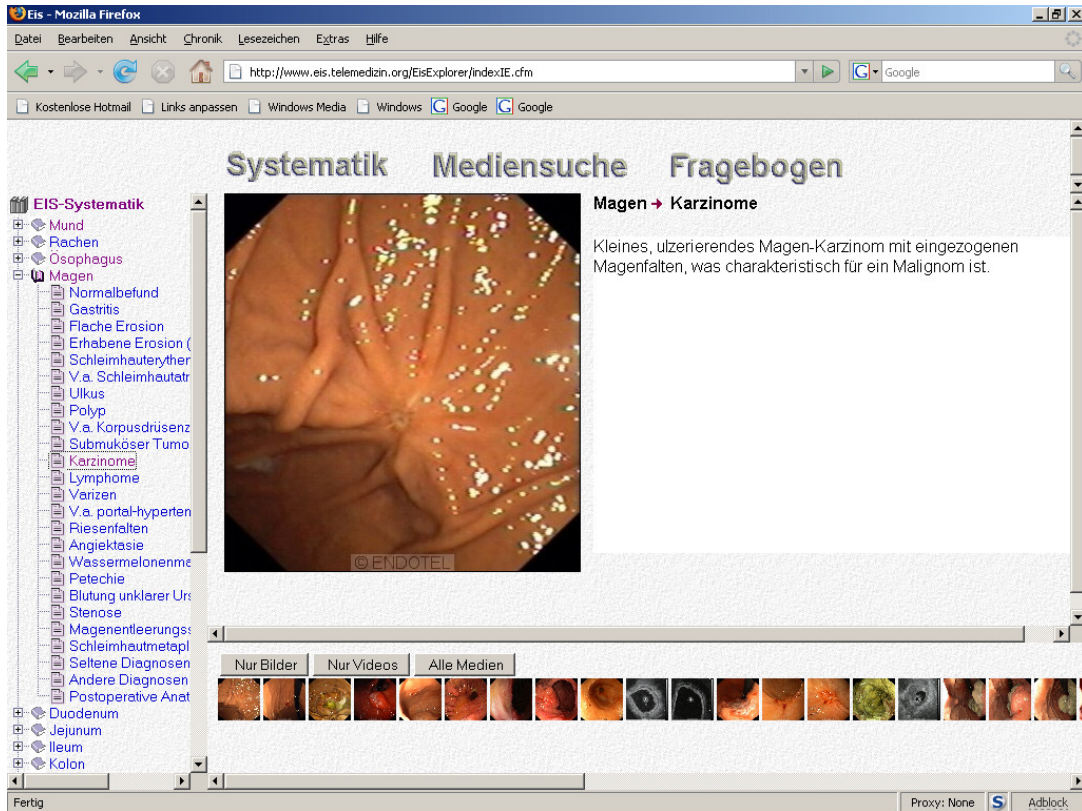 Eis - Mozilla Firefox
Datei Bearbeiten Ansicht Chronik Lesezeichen Extras Hilfe
http://www.eis.telemedizin.org/EisExplorer/indexIE.cfm
G Google
Kostenlose Hotmail Links anpassen Windows Media Windows G Google G Google
Systematik Mediensuche Fragebogen
EIS-Systematik
Mund
Rachen
Ösophagus
Magen
Normalbefund
Gastritis
Flache Erosion
Erhabene Erosion (
Schleimhauteryther
V.a. Schleimhautatr
Ulkus
Polyp
V.a. Korpusdrüsenz
Submuköser Tumo
Karzinome
Lymphome
Varizen
V.a. portal-hyperten
Riesenfalten
Angiektasie
Wassermelonenma
Petechie
Blutung unklarer Urs
Stenose
Magenentleerungss
Schleimhautmetapl
Seltene Diagnosen
Andere Diagnosen
Postoperative Anat
Duodenum
Jejunum
Ileum
Kolon
© ENDOTEL
Magen → Karzinome
Kleines, ulzerierendes Magen-Karzinom mit eingezogenen
Magenfalten, was charakteristisch für ein Malignom ist.
Nur Bilder Nur Videos Alle Medien
Fertig
Proxy: None S Adblock